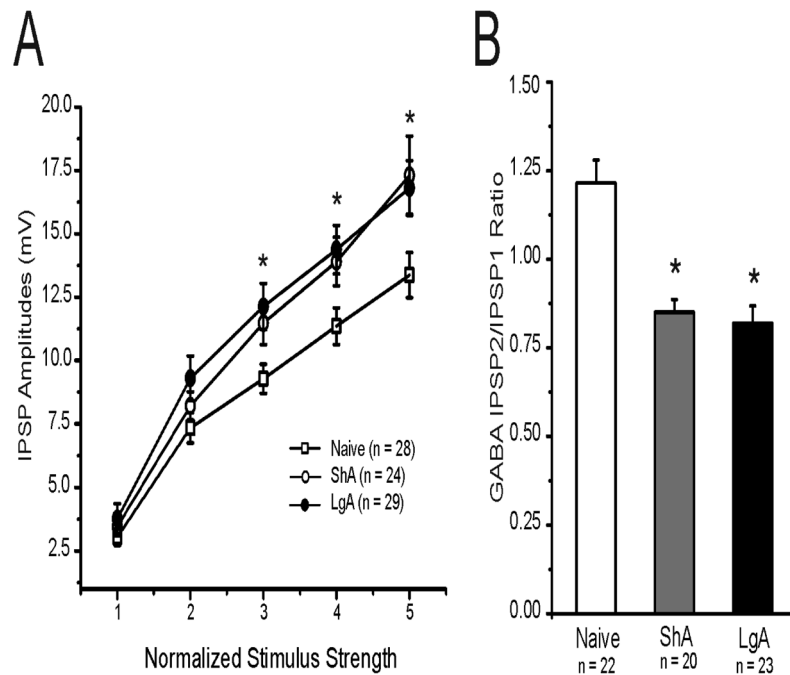 A
IPSP Amplitudes (mV)
20.0
17.5
15.0
12.5
10.0
7.5
5.0
2.5
*
*
*
Naive (n = 28)
ShA (n = 24)
LgA (n = 29)
1 2 3 4 5
Normalized Stimulus Strength
B
GABA IPSP2/IPSP1 Ratio
1.50
1.25
1.00
0.75
0.50
0.25
0.00
* *
Naive ShA LgA
n = 22 n = 20 n = 23